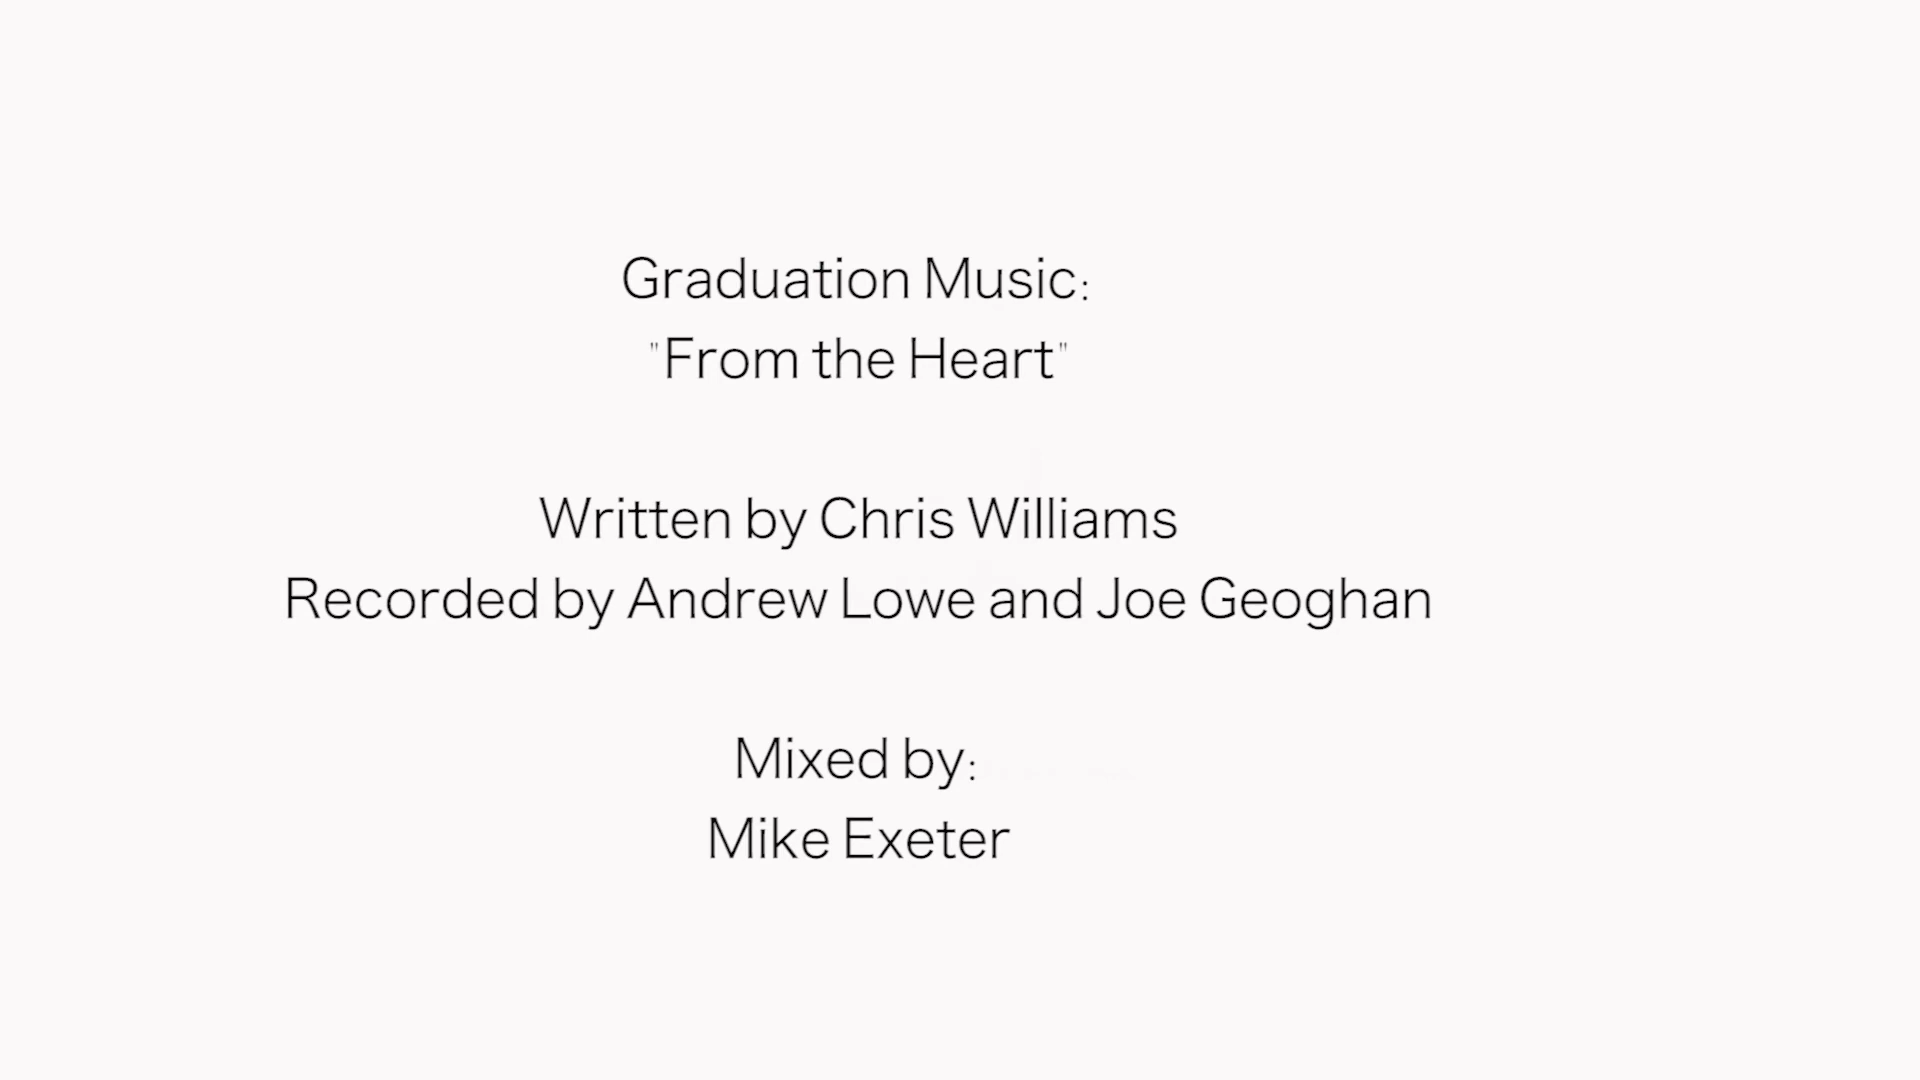 Graduation Music:
"From the Heart"
Written by Chris Williams
Recorded by Andrew Lowe and Joe Geoghan
Mixed by:
Mike Exeter